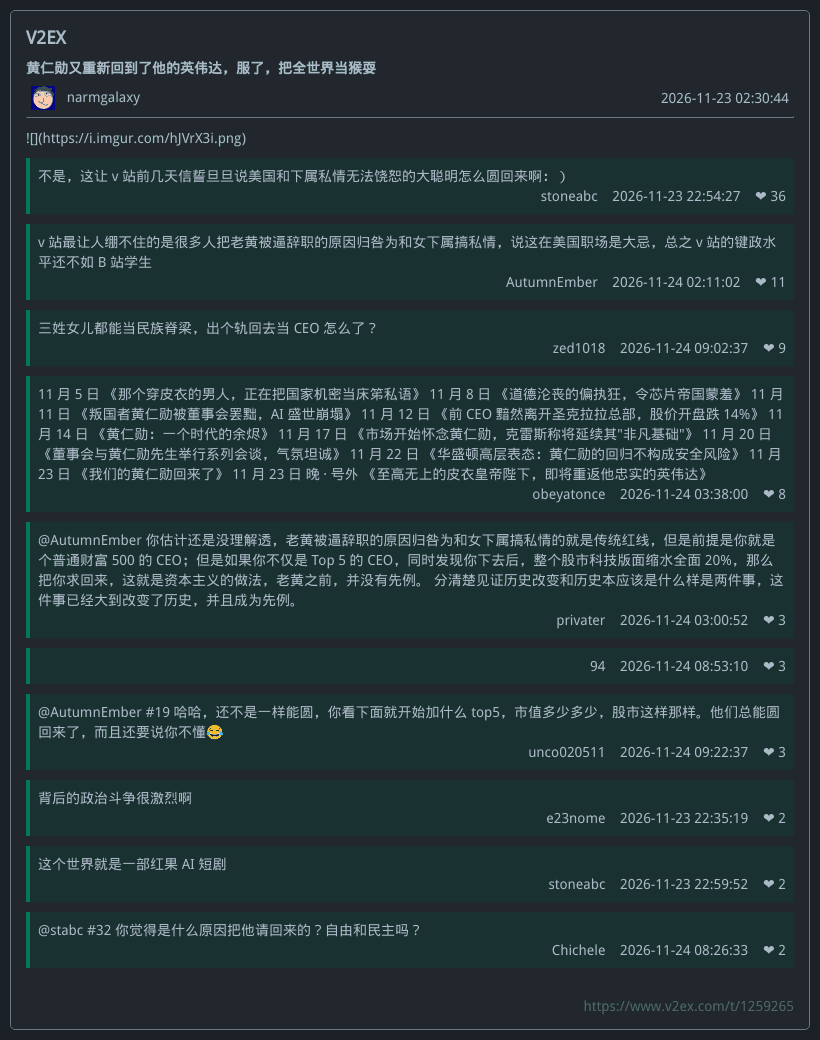 V2EX
黄仁勋又重新回到了他的英伟达，服了，把全世界当猴耍
narmgalaxy
2026-11-23 02:30:44
![](https://i.imgur.com/hJVrX3i.png)
不是，这让 v 站前几天信誓旦旦说美国和下属私情无法饶恕的大聪明怎么圆回来啊：）
stoneabc 2026-11-23 22:54:27 ❤ 36
v 站最让人绷不住的是很多人把老黄被逼辞职的原因归咎为和女下属搞私情，说这在美国职场是大忌，总之 v 站的键政水
平还不如 B 站学生
AutumnEmber 2026-11-24 02:11:02 ❤ 11
三姓女儿都能当民族脊梁，出个轨回去当 CEO 怎么了？
zed1018 2026-11-24 09:02:37 ❤ 9
11 月 5 日 《那个穿皮衣的男人，正在把国家机密当床笫私语》 11 月 8 日 《道德沦丧的偏执狂，令芯片帝国蒙羞》 11 月
11 日 《叛国者黄仁勋被董事会罢黜，AI 盛世崩塌》 11 月 12 日 《前 CEO 黯然离开圣克拉拉总部，股价开盘跌 14%》 11
月 14 日 《黄仁勋：一个时代的余烬》 11 月 17 日 《市场开始怀念黄仁勋，克雷斯称将延续其"非凡基础"》 11 月 20 日
《董事会与黄仁勋先生举行系列会谈，气氛坦诚》 11 月 22 日 《华盛顿高层表态：黄仁勋的回归不构成安全风险》 11 月
23 日 《我们的黄仁勋回来了》 11 月 23 日 晚 · 号外 《至高无上的皮衣皇帝陛下，即将重返他忠实的英伟达》
obeyatonce 2026-11-24 03:38:00 ❤ 8
@AutumnEmber 你估计还是没理解透，老黄被逼辞职的原因归咎为和女下属搞私情的就是传统红线，但是前提是你就是
个普通财富 500 的 CEO；但是如果你不仅是 Top 5 的 CEO，同时发现你下去后，整个股市科技版面缩水全面 20%，那么
把你求回来，这就是资本主义的做法，老黄之前，并没有先例。 分清楚见证历史改变和历史本应该是什么样是两件事，这
件事已经大到改变了历史，并且成为先例。
privater 2026-11-24 03:00:52 ❤ 3
94 2026-11-24 08:53:10 ❤ 3
@AutumnEmber #19 哈哈，还不是一样能圆，你看下面就开始加什么 top5，市值多少多少，股市这样那样。他们总能圆
回来了，而且还要说你不懂😂
unco020511 2026-11-24 09:22:37 ❤ 3
背后的政治斗争很激烈啊
e23nome 2026-11-23 22:35:19 ❤ 2
这个世界就是一部红果 AI 短剧
stoneabc 2026-11-23 22:59:52 ❤ 2
@stabc #32 你觉得是什么原因把他请回来的？自由和民主吗？
Chichele 2026-11-24 08:26:33 ❤ 2
https://www.v2ex.com/t/1259265